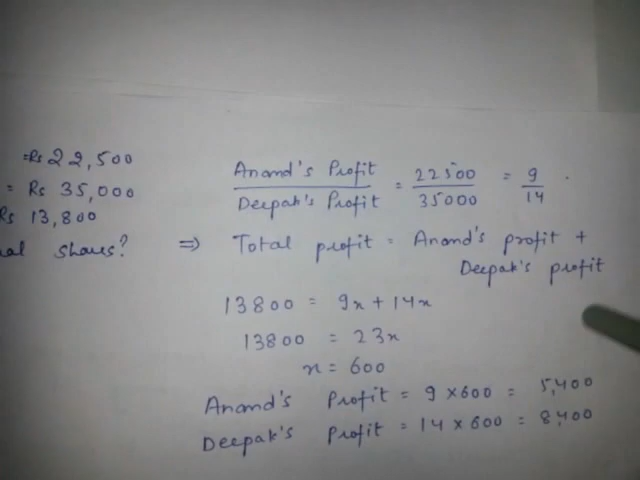 =Rs 22,500
= Rs 35,000
Rs 13,800
shares?
Anand's Profit / Deepak's Profit = 22500 / 35000 = 9 / 14 .
⇒ Total profit = Anand's profit +
Deepak's profit
13800 = 9x + 14x
13800 = 23x
x = 600
Anand's Profit = 9 × 600 = 5,400
Deepak's Profit = 14 × 600 = 8,400